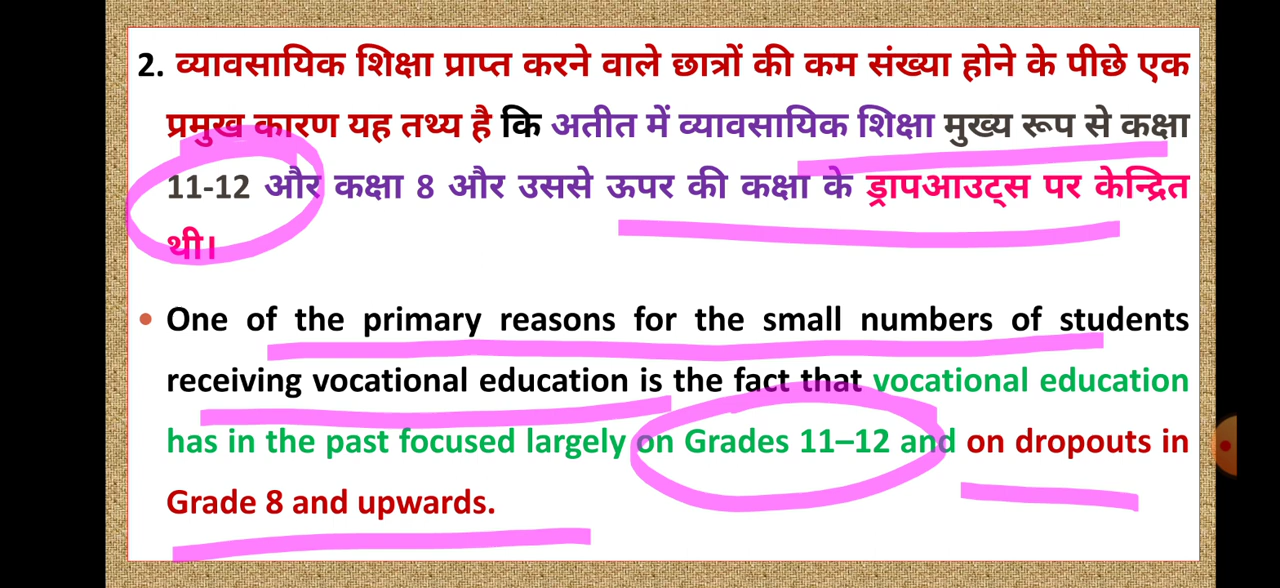 2. व्यावसायिक शिक्षा प्राप्त करने वाले छात्रों की कम संख्या होने के पीछे एक
प्रमुख कारण यह तथ्य है कि अतीत में व्यावसायिक शिक्षा मुख्य रूप से कक्षा
11-12 और कक्षा 8 और उससे ऊपर की कक्षा के ड्रापआउट्स पर केन्द्रित
थी।
• One of the primary reasons for the small numbers of students
receiving vocational education is the fact that vocational education
has in the past focused largely on Grades 11–12 and on dropouts in
Grade 8 and upwards.